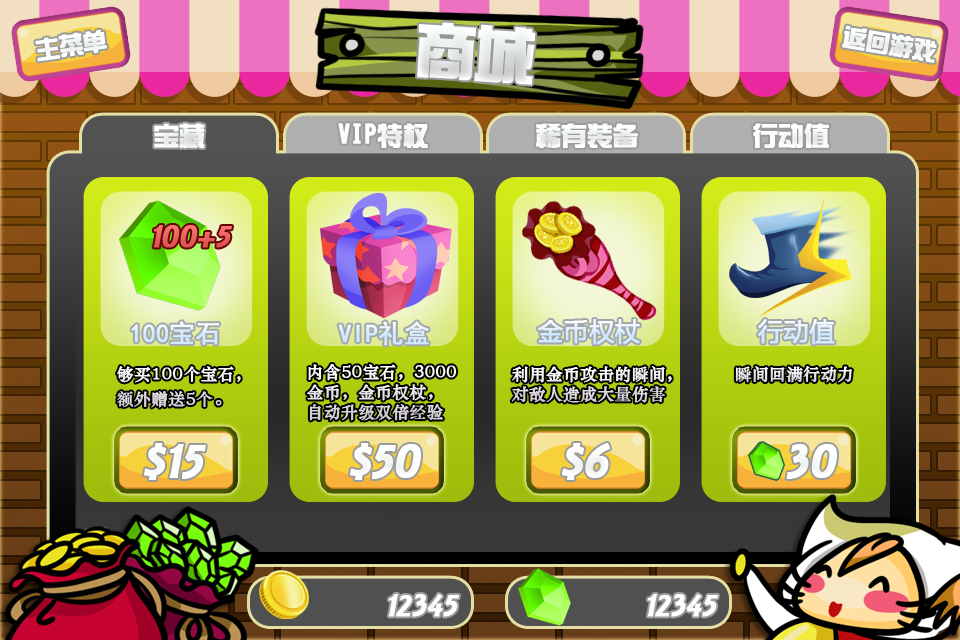 主菜单
商城
返回游戏
宝藏
VIP特权
稀有装备
行动值
100+5
100宝石
够买100个宝石，
额外赠送5个。
$15
VIP礼盒
内含50宝石，3000
金币，金币权杖，
自动升级双倍经验
$50
金币权杖
利用金币攻击的瞬间，
对敌人造成大量伤害
$6
行动值
瞬间回满行动力
30
12345
12345